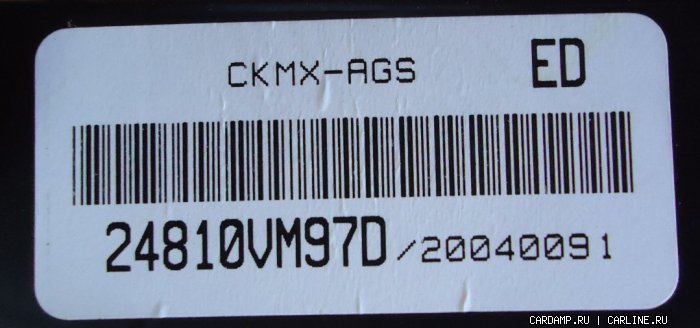 CKMX-AGS ED
24810VM97D/20040091
CARDAMP.RU | CARLINE.RU